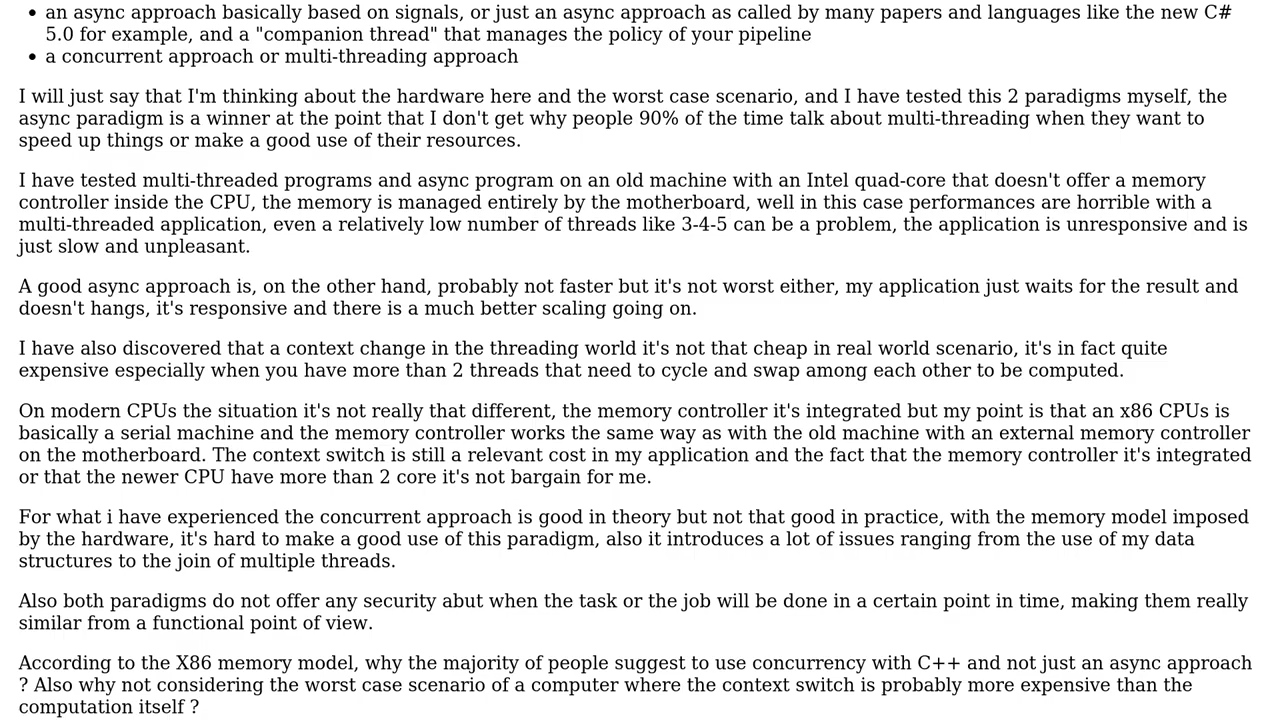 • an async approach basically based on signals, or just an async approach as called by many papers and languages like the new C#
5.0 for example, and a "companion thread" that manages the policy of your pipeline
• a concurrent approach or multi-threading approach
I will just say that I'm thinking about the hardware here and the worst case scenario, and I have tested this 2 paradigms myself, the
async paradigm is a winner at the point that I don't get why people 90% of the time talk about multi-threading when they want to
speed up things or make a good use of their resources.
I have tested multi-threaded programs and async program on an old machine with an Intel quad-core that doesn't offer a memory
controller inside the CPU, the memory is managed entirely by the motherboard, well in this case performances are horrible with a
multi-threaded application, even a relatively low number of threads like 3-4-5 can be a problem, the application is unresponsive and is
just slow and unpleasant.
A good async approach is, on the other hand, probably not faster but it's not worst either, my application just waits for the result and
doesn't hangs, it's responsive and there is a much better scaling going on.
I have also discovered that a context change in the threading world it's not that cheap in real world scenario, it's in fact quite
expensive especially when you have more than 2 threads that need to cycle and swap among each other to be computed.
On modern CPUs the situation it's not really that different, the memory controller it's integrated but my point is that an x86 CPUs is
basically a serial machine and the memory controller works the same way as with the old machine with an external memory controller
on the motherboard. The context switch is still a relevant cost in my application and the fact that the memory controller it's integrated
or that the newer CPU have more than 2 core it's not bargain for me.
For what i have experienced the concurrent approach is good in theory but not that good in practice, with the memory model imposed
by the hardware, it's hard to make a good use of this paradigm, also it introduces a lot of issues ranging from the use of my data
structures to the join of multiple threads.
Also both paradigms do not offer any security abut when the task or the job will be done in a certain point in time, making them really
similar from a functional point of view.
According to the X86 memory model, why the majority of people suggest to use concurrency with C++ and not just an async approach
? Also why not considering the worst case scenario of a computer where the context switch is probably more expensive than the
computation itself ?